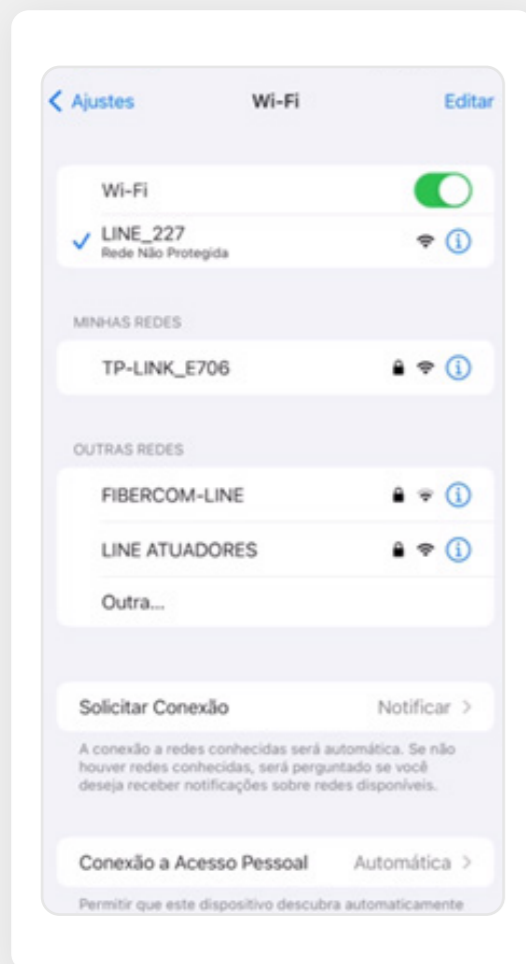 Ajustes Wi-Fi Editar
Wi-Fi
LINE_227
Rede Não Protegida
MINHAS REDES
TP-LINK_E706
OUTRAS REDES
FIBERCOM-LINE
LINE ATUADORES
Outra...
Solicitar Conexão Notificar
A conexão a redes conhecidas será automática. Se não
houver redes conhecidas, será perguntado se você
deseja receber notificações sobre redes disponíveis.
Conexão a Acesso Pessoal Automática
Permitir que este dispositivo descubra automaticamente